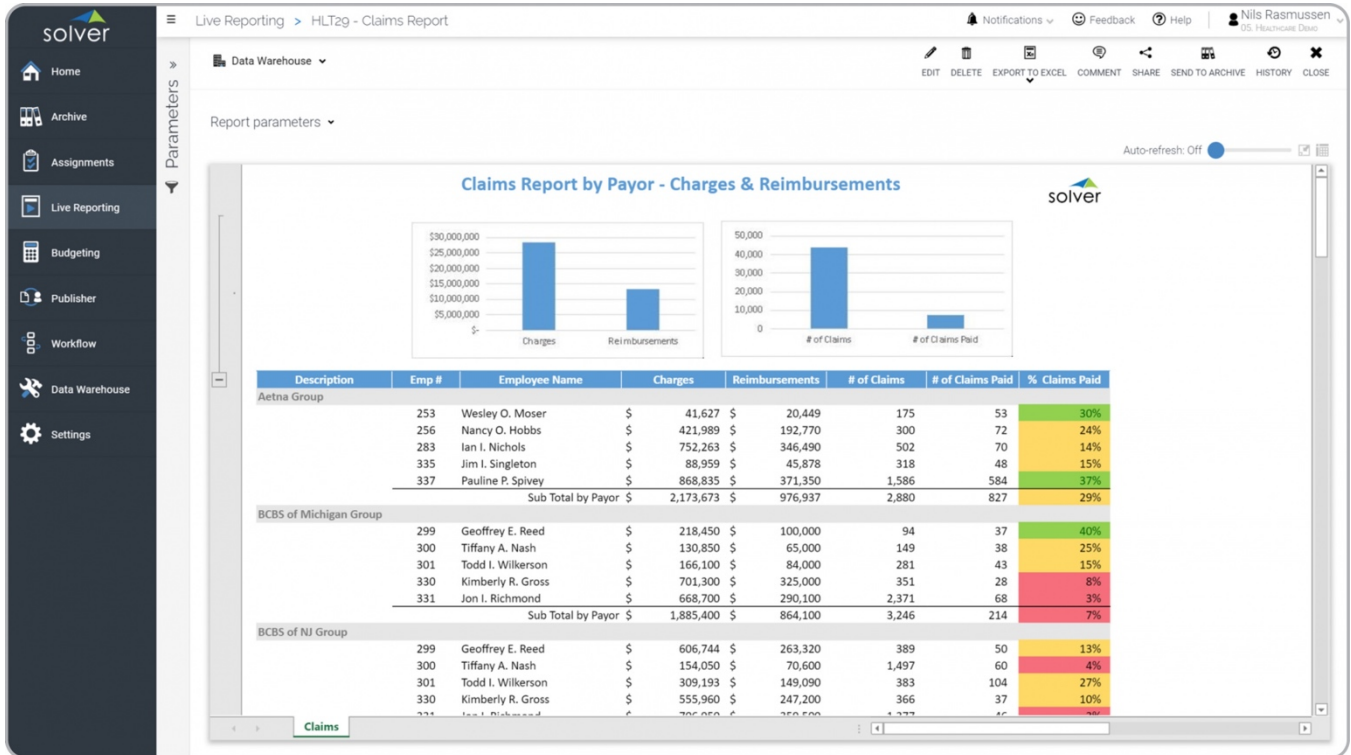 solver
Live Reporting > HLT29 - Claims Report
Notifications
Feedback
Help
Nils Rasmussen
05. Healthcare Demo
Home
Archive
Assignments
Live Reporting
Budgeting
Publisher
Workflow
Data Warehouse
Settings
» Parameters
Data Warehouse
EDIT DELETE EXPORT TO EXCEL COMMENT SHARE SEND TO ARCHIVE HISTORY CLOSE
Report parameters
Auto-refresh: Off
Claims Report by Payor - Charges & Reimbursements
solver
$30,000,000
$25,000,000
$20,000,000
$15,000,000
$10,000,000
$5,000,000
$-
Charges Reimbursements
50,000
40,000
30,000
20,000
10,000
0
# of Claims # of Claims Paid
Description Emp # Employee Name Charges Reimbursements # of Claims # of Claims Paid % Claims Paid
Aetna Group
253 Wesley O. Moser $ 41,627 $ 20,449 175 53 30%
256 Nancy O. Hobbs $ 421,989 $ 192,770 300 72 24%
283 Ian I. Nichols $ 752,263 $ 346,490 502 70 14%
335 Jim I. Singleton $ 88,959 $ 45,878 318 48 15%
337 Pauline P. Spivey $ 868,835 $ 371,350 1,586 584 37%
Sub Total by Payor $ 2,173,673 $ 976,937 2,880 827 29%
BCBS of Michigan Group
299 Geoffrey E. Reed $ 218,450 $ 100,000 94 37 40%
300 Tiffany A. Nash $ 130,850 $ 65,000 149 38 25%
301 Todd I. Wilkerson $ 166,100 $ 84,000 281 43 15%
330 Kimberly R. Gross $ 701,300 $ 325,000 351 28 8%
331 Jon I. Richmond $ 668,700 $ 290,100 2,371 68 3%
Sub Total by Payor $ 1,885,400 $ 864,100 3,246 214 7%
BCBS of NJ Group
299 Geoffrey E. Reed $ 606,744 $ 263,320 389 50 13%
300 Tiffany A. Nash $ 154,050 $ 70,600 1,497 60 4%
301 Todd I. Wilkerson $ 309,193 $ 149,090 383 104 27%
330 Kimberly R. Gross $ 555,960 $ 247,200 366 37 10%
Claims